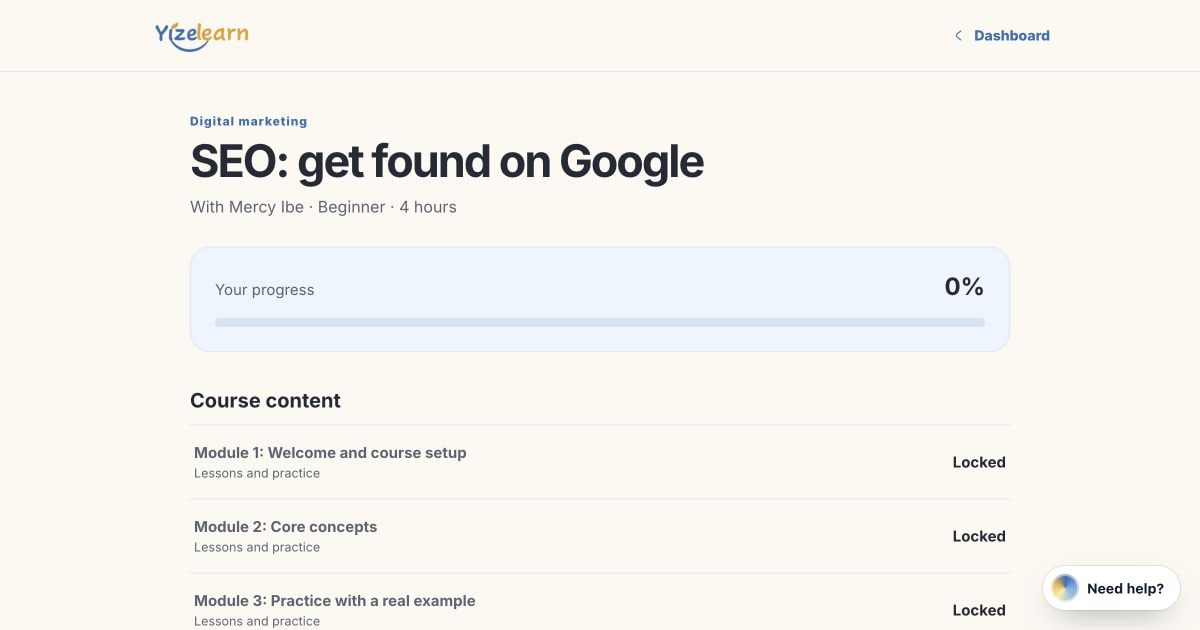 Yizelearn
Dashboard
Digital marketing
SEO: get found on Google
With Mercy Ibe · Beginner · 4 hours
Your progress
0%
Course content
Module 1: Welcome and course setup
Lessons and practice
Locked
Module 2: Core concepts
Lessons and practice
Locked
Module 3: Practice with a real example
Lessons and practice
Locked
Need help?